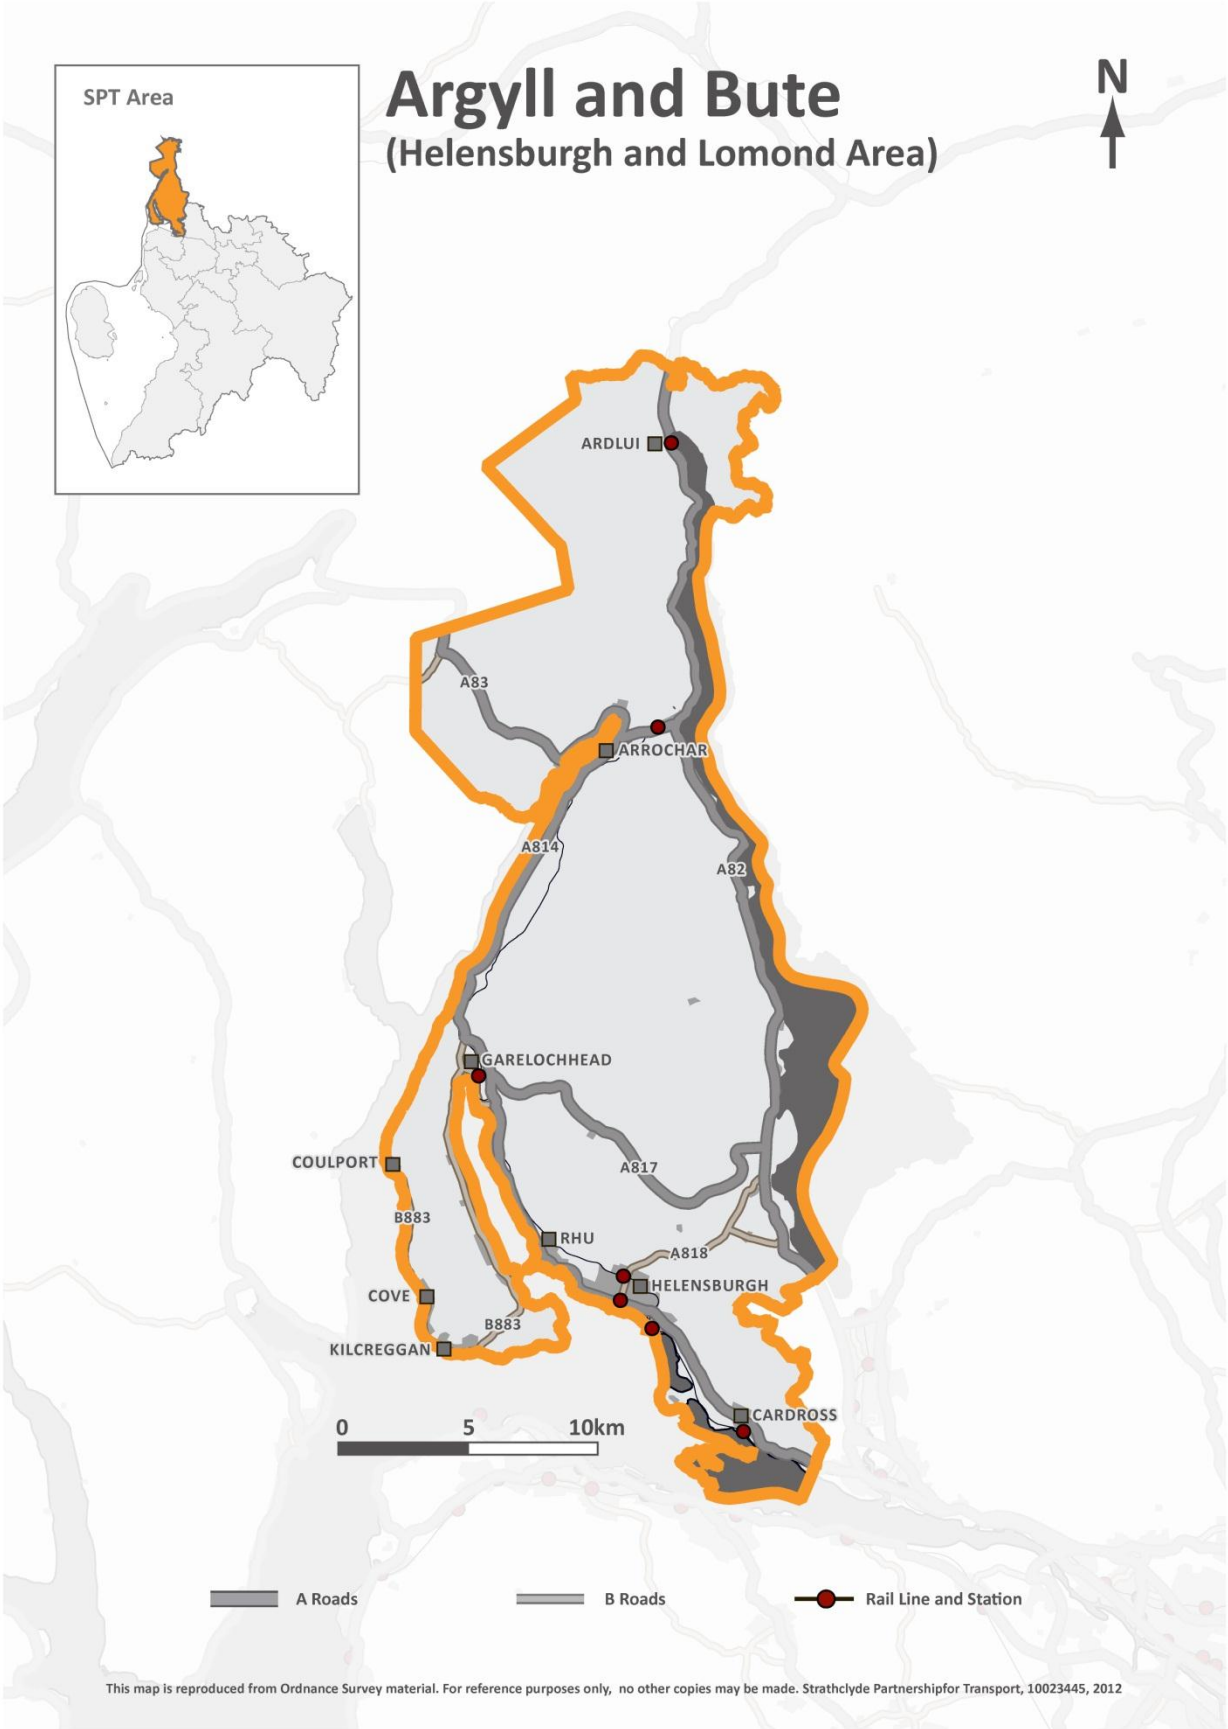 SPT Area
Argyll and Bute
(Helensburgh and Lomond Area)
N
ARDLUI
A83
ARROCHAR
A814
A82
GARELOCHHEAD
COULPORT
A817
B883
RHU
A818
HELENSBURGH
COVE
B883
KILCREGGAN
CARDROSS
0 5 10km
A Roads
B Roads
Rail Line and Station
This map is reproduced from Ordnance Survey material. For reference purposes only, no other copies may be made. Strathclyde Partnershipfor Transport, 10023445, 2012